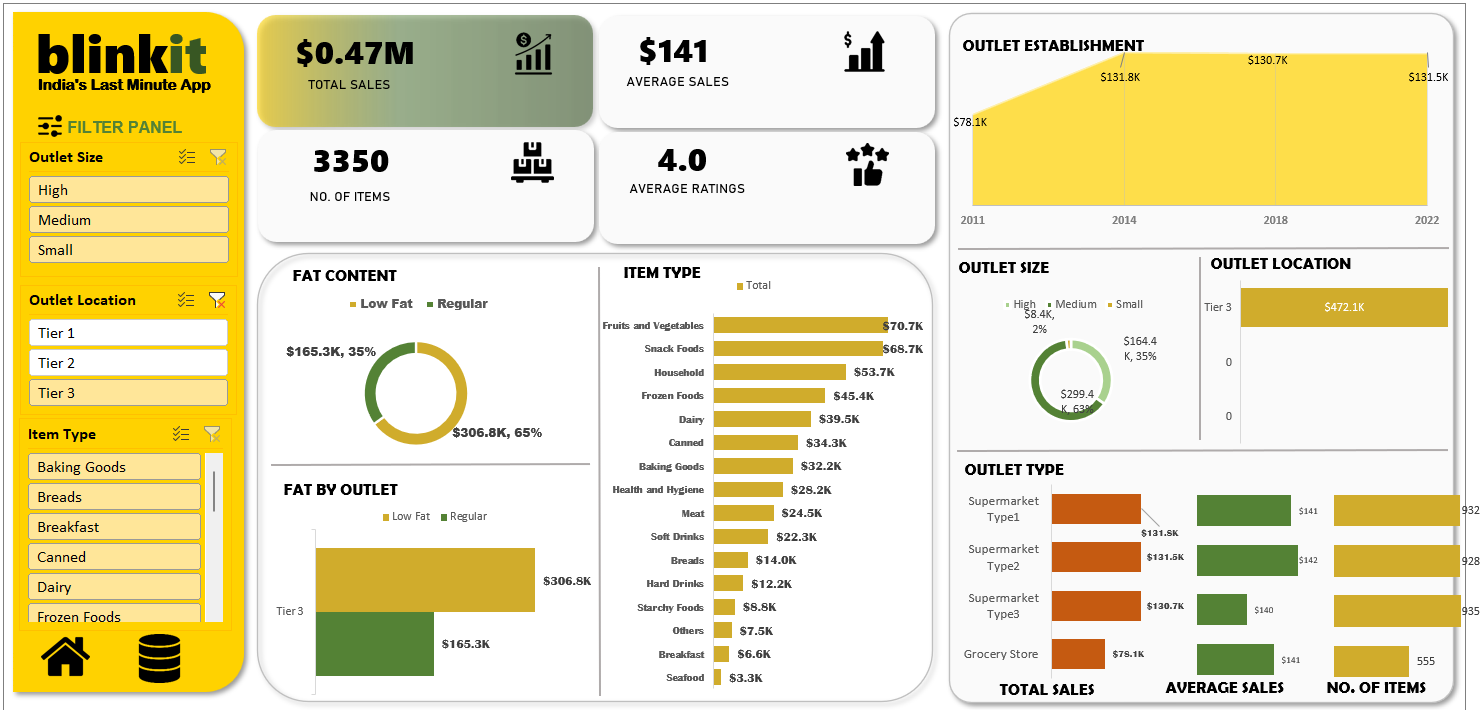 blinkit
India's Last Minute App
FILTER PANEL
Outlet Size
High
Medium
Small
Outlet Location
Tier 1
Tier 2
Tier 3
Item Type
Baking Goods
Breads
Breakfast
Canned
Dairy
Frozen Foods
$0.47M
TOTAL SALES
$141
AVERAGE SALES
3350
NO. OF ITEMS
4.0
AVERAGE RATINGS
FAT CONTENT
Low Fat Regular
$165.3K, 35%
$306.8K, 65%
FAT BY OUTLET
Low Fat Regular
Tier 3
$306.8K
$165.3K
ITEM TYPE
Total
Fruits and Vegetables $70.7K
Snack Foods $68.7K
Household $53.7K
Frozen Foods $45.4K
Dairy $39.5K
Canned $34.3K
Baking Goods $32.2K
Health and Hygiene $28.2K
Meat $24.5K
Soft Drinks $22.3K
Breads $14.0K
Hard Drinks $12.2K
Starchy Foods $8.8K
Others $7.5K
Breakfast $6.6K
Seafood $3.3K
OUTLET ESTABLISHMENT
$78.1K
$131.8K
$130.7K
$131.5K
2011 2014 2018 2022
OUTLET SIZE
High Medium Small
$8.4K,
2%
$164.4
K, 35%
$299.4
K, 63%
OUTLET LOCATION
Tier 3 $472.1K
0
0
OUTLET TYPE
Supermarket
Type1
$131.8K $141 932
Supermarket
Type2
$131.5K $142 928
Supermarket
Type3
$130.7K $140 935
Grocery Store $78.1K $141 555
TOTAL SALES AVERAGE SALES NO. OF ITEMS